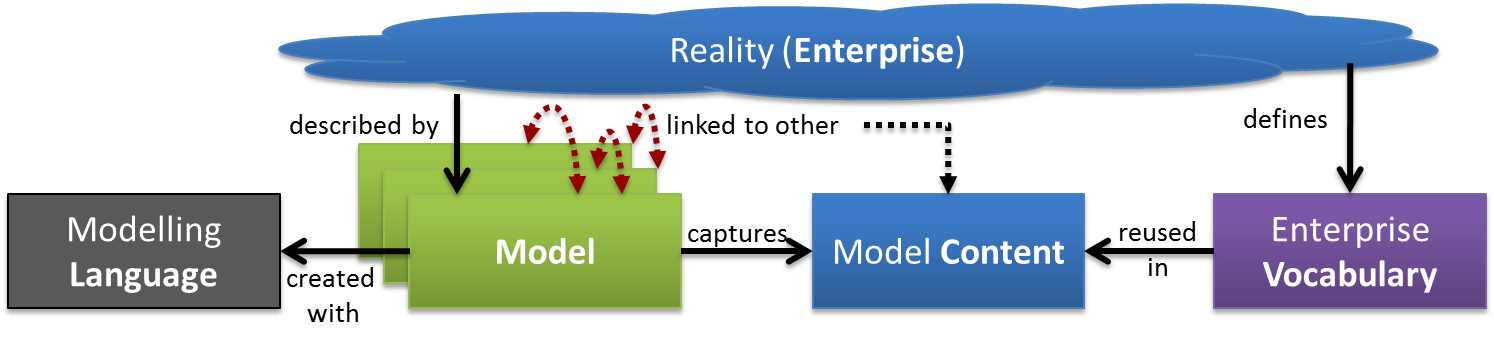 Reality (Enterprise)
described by
linked to other
defines
Modelling
Language
created
with
Model
captures
Model Content
reused
in
Enterprise
Vocabulary